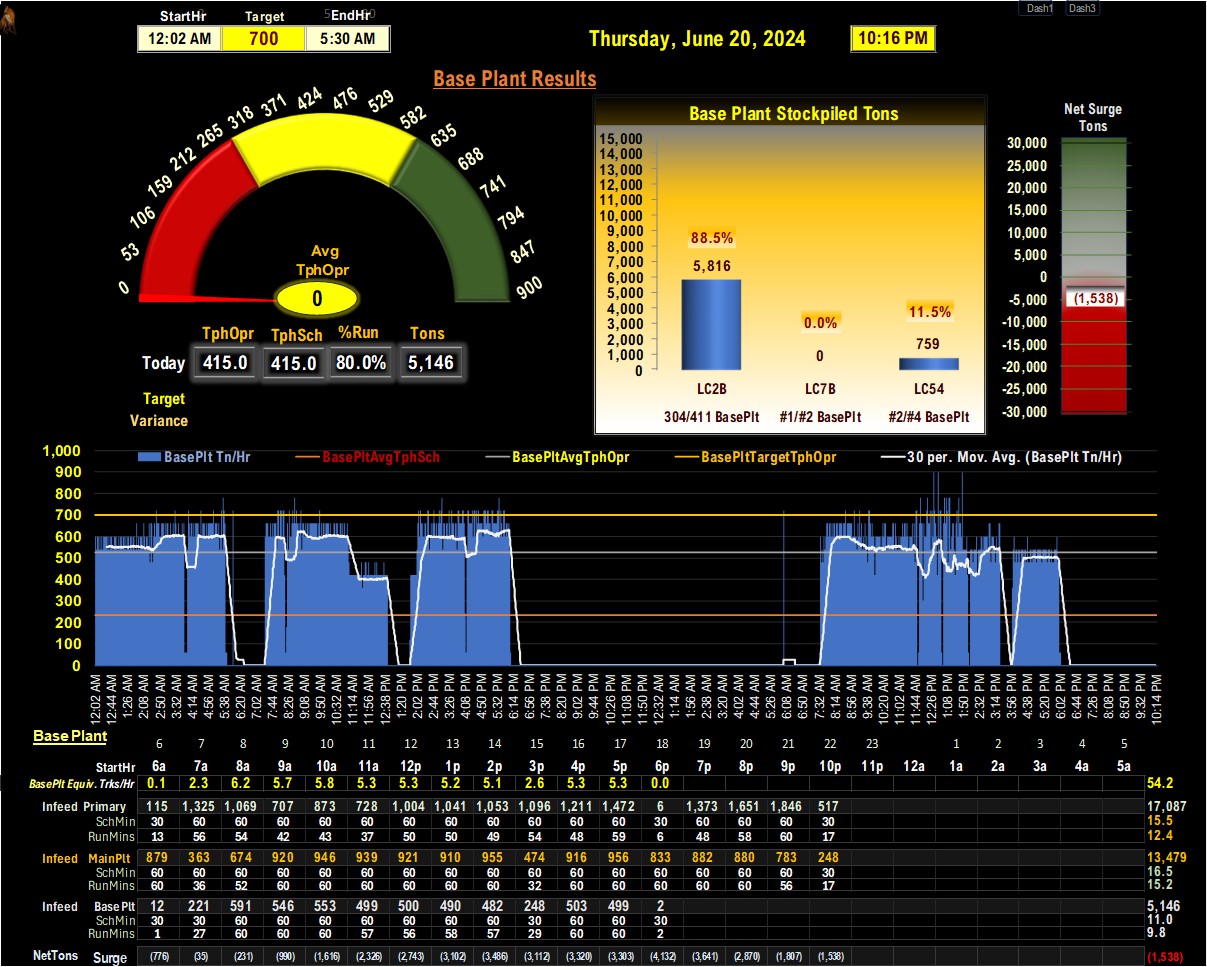 Dash1 Dash3
StartHr Target EndHr
12:02 AM 700 5:30 AM
Thursday, June 20, 2024
10:16 PM
Base Plant Results
0 53 106 159 212 265 318 371 424 476 529 582 635 688 741 794 847 900
Avg
TphOpr
0
TphOpr TphSch %Run Tons
Today 415.0 415.0 80.0% 5,146
Target
Variance
Base Plant Stockpiled Tons
15,000
14,000
13,000
12,000
11,000
10,000
9,000
8,000
7,000
6,000
5,000
4,000
3,000
2,000
1,000
0
88.5%
5,816
0.0%
0
11.5%
759
LC2B LC7B LC54
304/411 BasePlt #1/#2 BasePlt #2/#4 BasePlt
Net Surge
Tons
30,000
25,000
20,000
15,000
10,000
5,000
0
-5,000
-10,000
-15,000
-20,000
-25,000
-30,000
(1,538)
BasePlt Tn/Hr BasePltAvgTphSch BasePltAvgTphOpr BasePltTargetTphOpr 30 per. Mov. Avg. (BasePlt Tn/Hr)
1,000
900
800
700
600
500
400
300
200
100
0
12:02 AM 12:44 AM 1:26 AM 2:08 AM 2:50 AM 3:32 AM 4:14 AM 4:56 AM 5:38 AM 6:20 AM 7:02 AM 7:44 AM 8:26 AM 9:08 AM 9:50 AM 10:32 AM 11:14 AM 11:56 AM 12:38 PM 1:20 PM 2:02 PM 2:44 PM 3:26 PM 4:08 PM 4:50 PM 5:32 PM 6:14 PM 6:56 PM 7:38 PM 8:20 PM 9:02 PM 9:44 PM 10:26 PM 11:08 PM 11:50 PM 12:32 PM 1:14 AM 1:56 AM 2:38 AM 3:20 AM 4:02 AM 4:44 AM 5:26 PM 6:08 PM 6:50 PM 7:32 PM 8:14 PM 8:56 PM 9:38 PM 10:20 PM 11:02 PM 11:44 PM 12:26 PM 1:08 PM 1:50 PM 2:32 PM 3:14 PM 3:56 PM 4:38 PM 5:20 PM 6:02 PM 6:44 PM 7:26 PM 8:08 PM 8:50 PM 9:32 PM 10:14 PM
Base Plant
6 7 8 9 10 11 12 13 14 15 16 17 18 19 20 21 22 23 1 2 3 4 5
StartHr 6a 7a 8a 9a 10a 11a 12p 1p 2p 3p 4p 5p 6p 7p 8p 9p 10p 11p 12a 1a 2a 3a 4a 5a
BasePlt Equiv. Trks/Hr 0.1 2.3 6.2 5.7 5.8 5.3 5.3 5.2 5.1 2.6 5.3 5.3 0.0 54.2
Infeed Primary 115 1,325 1,069 707 873 728 1,004 1,041 1,053 1,096 1,211 1,472 6 1,373 1,651 1,846 517 17,087
SchMin 30 60 60 60 60 60 60 60 60 60 60 60 30 60 60 60 30 15.5
RunMins 13 56 54 42 43 37 50 50 49 54 48 59 6 48 58 60 17 12.4
Infeed MainPlt 879 363 674 920 946 939 921 910 955 474 916 956 833 882 880 783 248 13,479
SchMin 60 60 60 60 60 60 60 60 60 60 60 60 60 60 60 60 30 16.5
RunMins 60 36 52 60 60 60 60 60 60 32 60 60 60 60 60 56 17 15.2
Infeed BasePlt 12 221 591 546 553 499 500 490 482 248 503 499 2 5,146
SchMin 30 30 60 60 60 60 60 60 60 30 60 60 30 11.0
RunMins 1 27 60 60 60 57 56 58 57 29 60 60 2 9.8
NetTons Surge (776) (35) (231) (990) (1,616) (2,326) (2,743) (3,102) (3,486) (3,112) (3,320) (3,303) (4,132) (3,641) (2,870) (1,807) (1,538) (1,538)